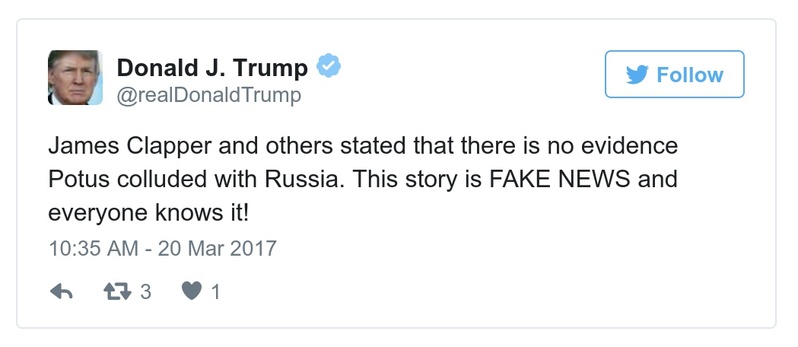 Donald J. Trump
@realDonaldTrump
Follow
James Clapper and others stated that there is no evidence
Potus colluded with Russia. This story is FAKE NEWS and
everyone knows it!
10:35 AM - 20 Mar 2017
3 1